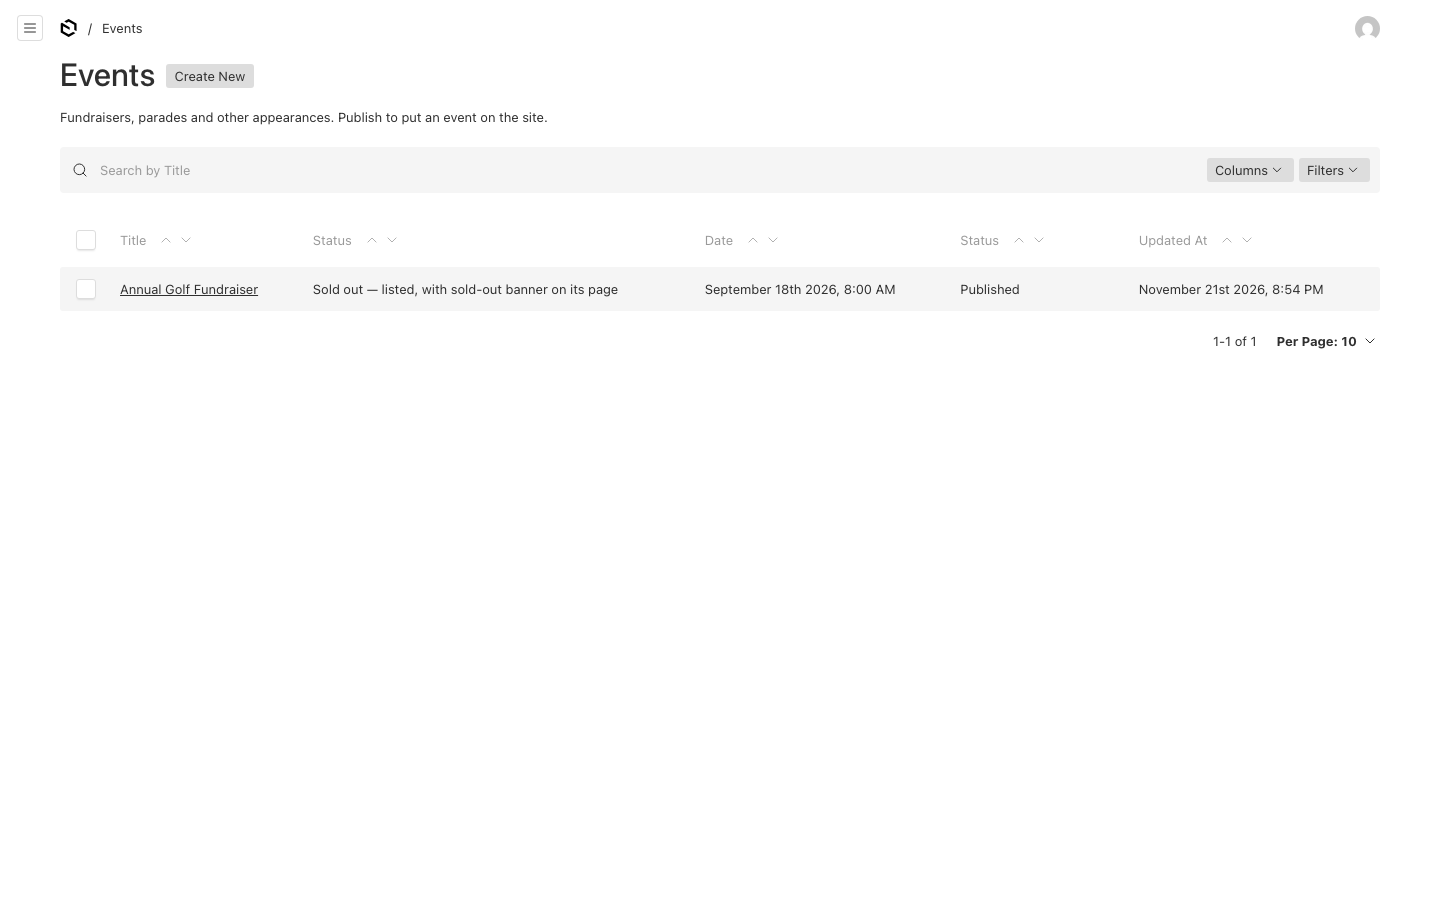 / Events
Events Create New
Fundraisers, parades and other appearances. Publish to put an event on the site.
Search by Title Columns Filters
Title Status Date Status Updated At
Annual Golf Fundraiser Sold out — listed, with sold-out banner on its page September 18th 2026, 8:00 AM Published November 21st 2026, 8:54 PM
1-1 of 1 Per Page: 10